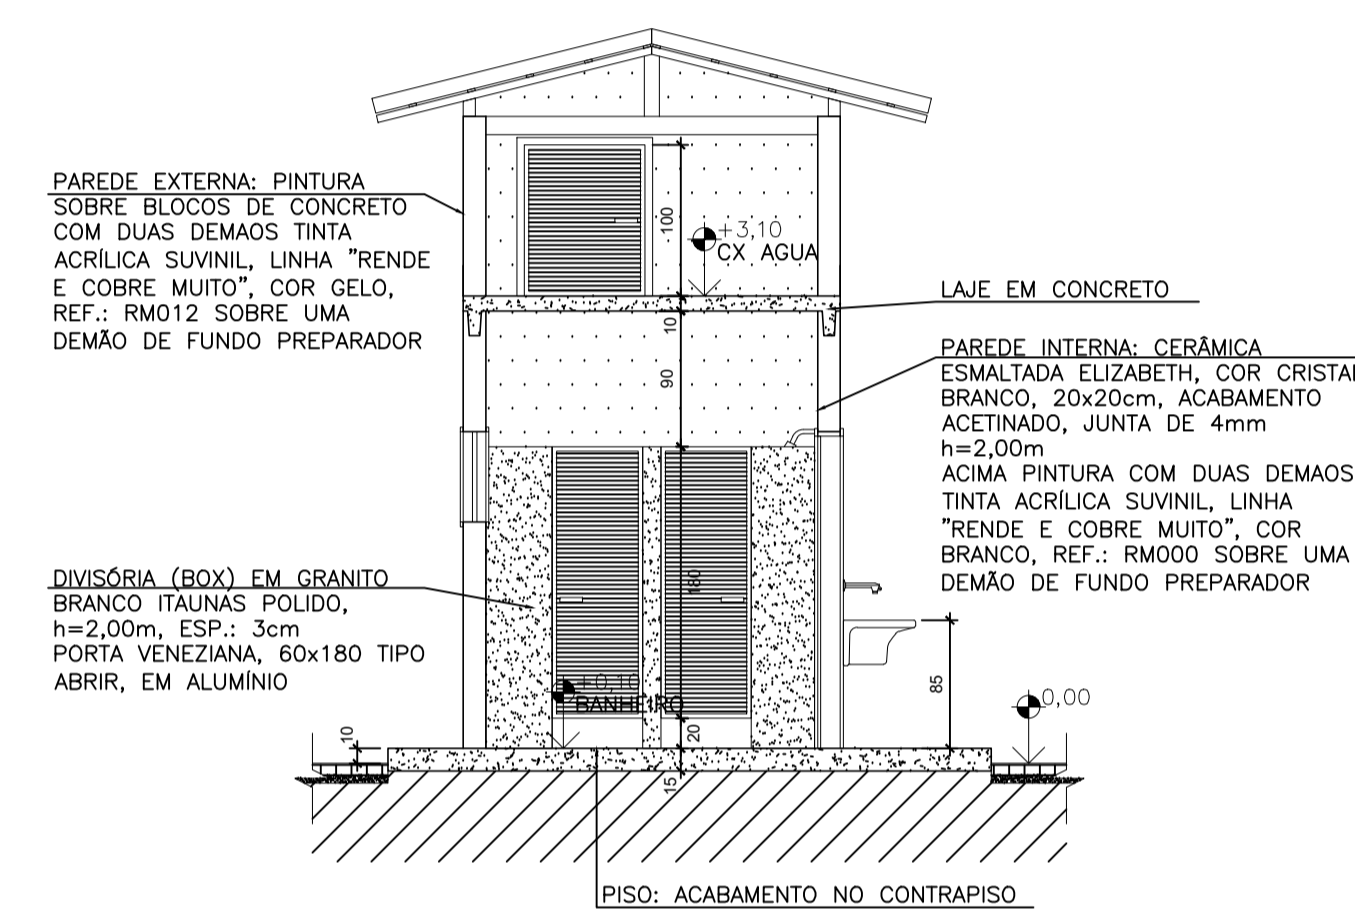 PAREDE EXTERNA: PINTURA
SOBRE BLOCOS DE CONCRETO
COM DUAS DEMAOS TINTA
ACRÍLICA SUVINIL, LINHA "RENDE
E COBRE MUITO", COR GELO,
REF.: RM012 SOBRE UMA
DEMÃO DE FUNDO PREPARADOR
100
+3,10
CX AGUA
LAJE EM CONCRETO
10
90
PAREDE INTERNA: CERÂMICA
ESMALTADA ELIZABETH, COR CRISTAL
BRANCO, 20x20cm, ACABAMENTO
ACETINADO, JUNTA DE 4mm
h=2,00m
ACIMA PINTURA COM DUAS DEMAOS
TINTA ACRÍLICA SUVINIL, LINHA
"RENDE E COBRE MUITO", COR
BRANCO, REF.: RM000 SOBRE UMA
DEMÃO DE FUNDO PREPARADOR
DIVISÓRIA (BOX) EM GRANITO
BRANCO ITAUNAS POLIDO,
h=2,00m, ESP.: 3cm
PORTA VENEZIANA, 60x180 TIPO
ABRIR, EM ALUMÍNIO
180
+0,10
BANHEIRO
85
0,00
10
20
15
PISO: ACABAMENTO NO CONTRAPISO